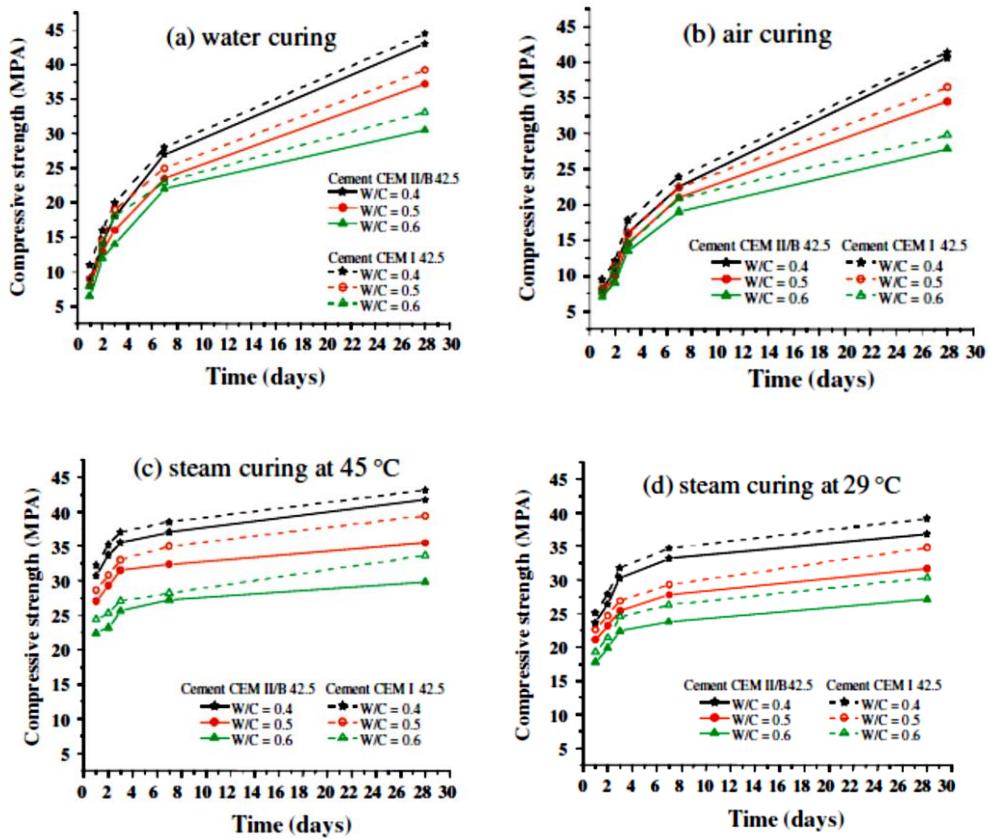 (a) water curing
Compressive strength (MPA)
45
40
35
30
25
20
15
10
5
Cement CEM II/B 42.5
W/C = 0.4
W/C = 0.5
W/C = 0.6
Cement CEM I 42.5
W/C = 0.4
W/C = 0.5
W/C = 0.6
0 2 4 6 8 10 12 14 16 18 20 22 24 26 28 30
Time (days)
(b) air curing
Compressive strength (MPA)
45
40
35
30
25
20
15
10
5
Cement CEM II/B 42.5 Cement CEM I 42.5
W/C = 0.4 W/C = 0.4
W/C = 0.5 W/C = 0.5
W/C = 0.6 W/C = 0.6
0 2 4 6 8 10 12 14 16 18 20 22 24 26 28 30
Time (days)
(c) steam curing at 45 °C
Compressive strength (MPA)
45
40
35
30
25
20
15
10
5
Cement CEM II/B 42.5 Cement CEM I 42.5
W/C = 0.4 W/C = 0.4
W/C = 0.5 W/C = 0.5
W/C = 0.6 W/C = 0.6
0 2 4 6 8 10 12 14 16 18 20 22 24 26 28 30
Time (days)
(d) steam curing at 29 °C
Compressive strength (MPA)
45
40
35
30
25
20
15
10
5
Cement CEM II/B 42.5 Cement CEM I 42.5
W/C = 0.4 W/C = 0.4
W/C = 0.5 W/C = 0.5
W/C = 0.6 W/C = 0.6
0 2 4 6 8 10 12 14 16 18 20 22 24 26 28 30
Time (days)